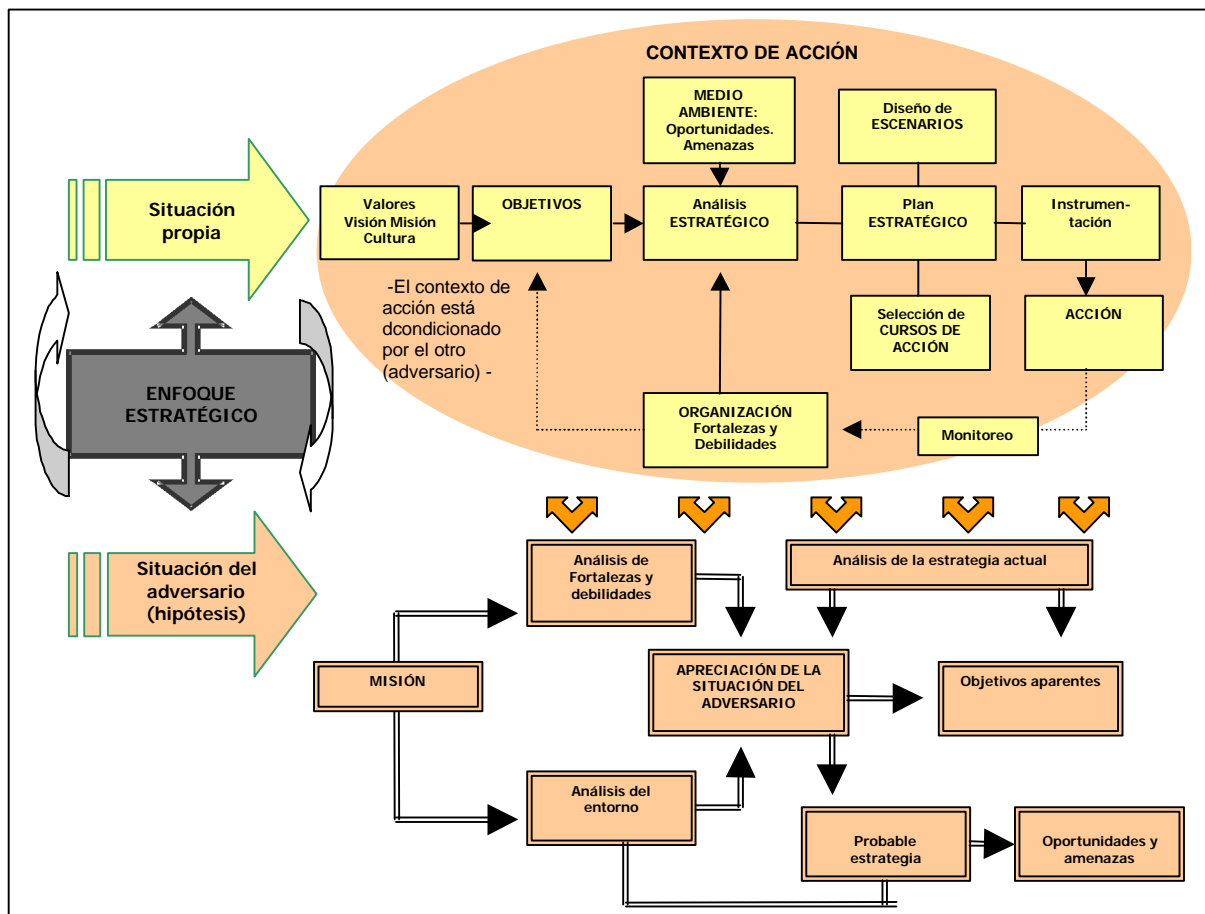 CONTEXTO DE ACCIÓN
MEDIO
AMBIENTE:
Oportunidades.
Amenazas
Diseño de
ESCENARIOS
Situación
propia
Valores
Visión Misión
Cultura
OBJETIVOS
Análisis
ESTRATÉGICO
Plan
ESTRATÉGICO
Instrumen-
tación
-El contexto de
acción está
dcondicionado
por el otro
(adversario) -
Selección de
CURSOS DE
ACCIÓN
ACCIÓN
ENFOQUE
ESTRATÉGICO
ORGANIZACIÓN
Fortalezas y
Debilidades
Monitoreo
Situación del
adversario
(hipótesis)
Análisis de
Fortalezas y
debilidades
Análisis de la estrategia actual
MISIÓN
APRECIACIÓN DE LA
SITUACIÓN DEL
ADVERSARIO
Objetivos aparentes
Análisis del
entorno
Probable
estrategia
Oportunidades y
amenazas